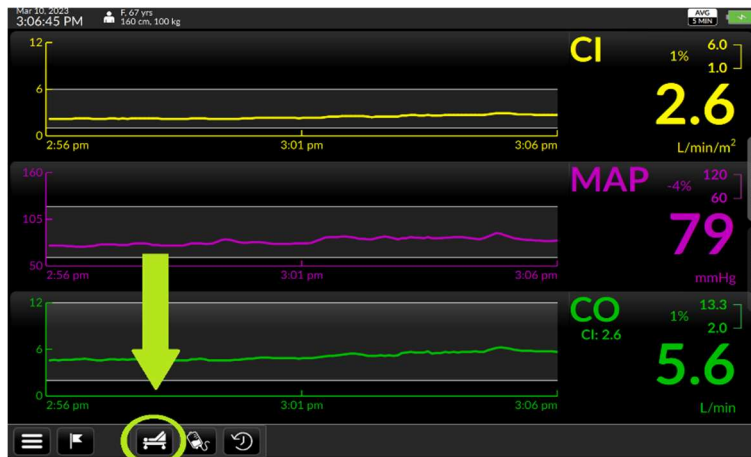 Mar 10, 2023
3:06:45 PM
F, 67 yrs
160 cm, 100 kg
AVG
5 MIN
12
6
0
2:56 pm
3:01 pm
3:06 pm
CI
1%
6.0
1.0
2.6
L/min/m²
160
105
50
2:56 pm
3:01 pm
3:06 pm
MAP
-4%
120
60
79
mmHg
12
6
0
2:56 pm
3:01 pm
3:06 pm
CO
CI: 2.6
1%
13.3
2.0
5.6
L/min